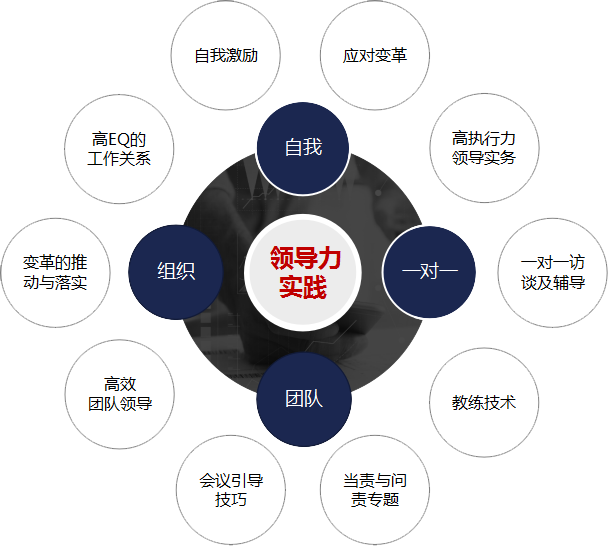 自我激励
应对变革
高EQ的
工作关系
自我
高执行力
领导实务
变革的推
动与落实
组织
领导力
实践
一对一
一对一访
谈及辅导
高效
团队领导
团队
教练技术
会议引导
技巧
当责与问
责专题